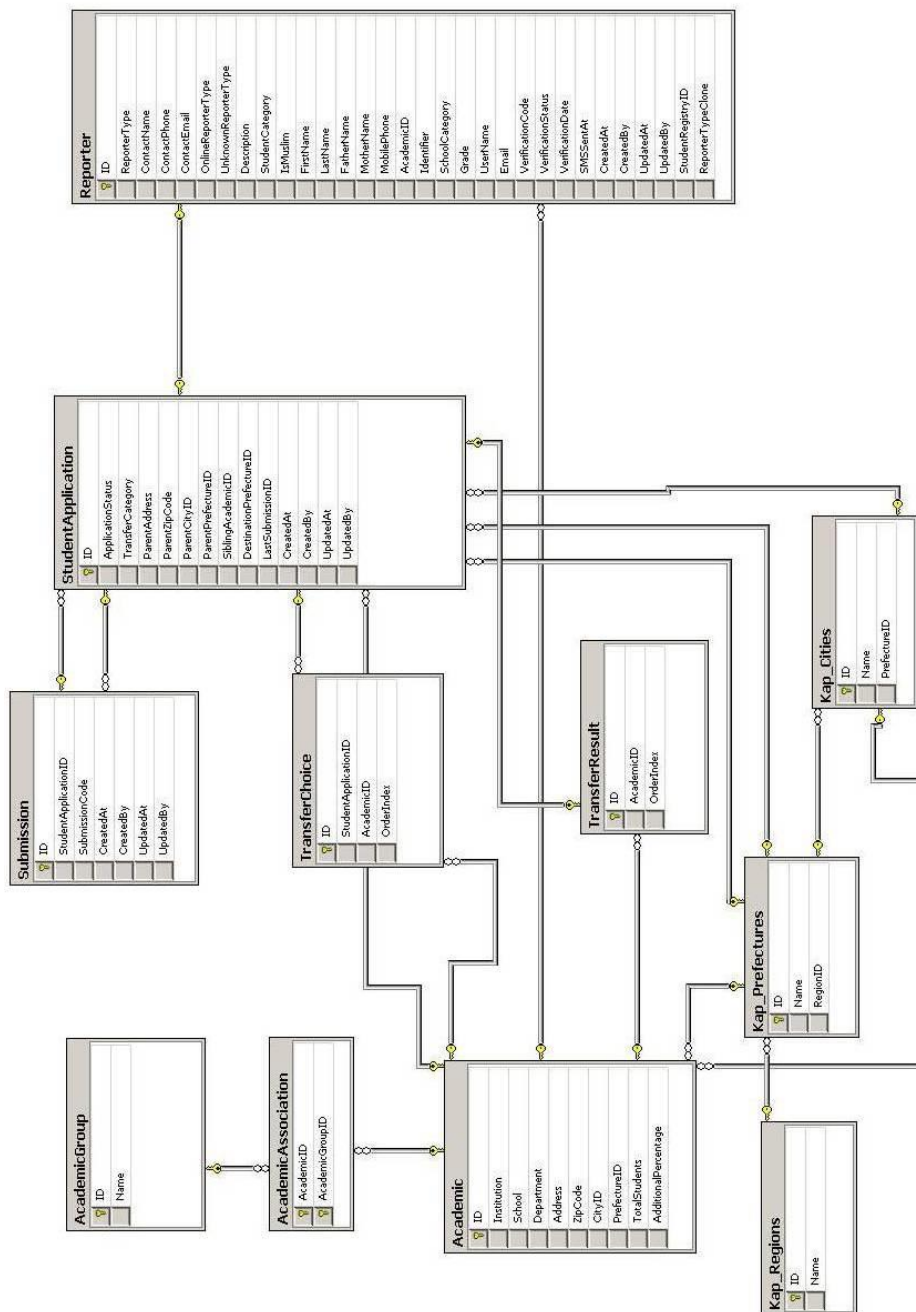 AcademicGroup
ID
Name
AcademicAssociation
AcademicID
AcademicGroupID
Academic
ID
Institution
School
Department
Address
ZipCode
CityID
PrefectureID
TotalStudents
AdditionalPercentage
Kap_Regions
ID
Name
Submission
ID
StudentApplicationID
SubmissionCode
CreatedAt
CreatedBy
UpdatedAt
UpdatedBy
TransferChoice
ID
StudentApplicationID
AcademicID
OrderIndex
TransferResult
ID
AcademicID
OrderIndex
Kap_Prefectures
ID
Name
RegionID
Kap_Cities
ID
Name
PrefectureID
StudentApplication
ID
ApplicationStatus
TransferCategory
ParentAddress
ParentZipCode
ParentCityID
ParentPrefectureID
SiblingAcademicID
DestinationPrefectureID
LastSubmissionID
CreatedAt
CreatedBy
UpdatedAt
UpdatedBy
Reporter
ID
ReporterType
ContactName
ContactPhone
ContactEmail
OnlineReporterType
UnknownReporterType
Description
StudentCategory
IsMuslim
FirstName
LastName
FatherName
MotherName
MobilePhone
AcademicID
Identifier
SchoolCategory
Grade
UserName
Email
VerificationCode
VerificationStatus
VerificationDate
SMSSentAt
CreatedAt
CreatedBy
UpdatedAt
UpdatedBy
StudentRegistryID
ReporterTypeClone